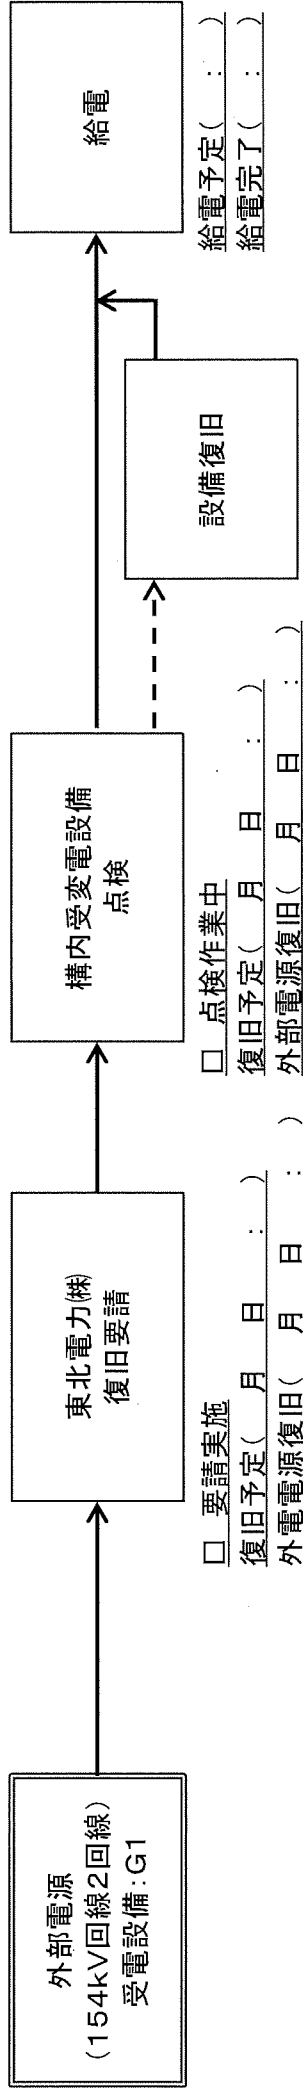 外部電源
(154kV回線2回線)
受電設備:G1
東北電力㈱
復旧要請
□ 要請実施
復旧予定(　月　日　:　)
外電電源復旧(　月　日　:　)
構内受変電設備
点検
□ 点検作業中
復旧予定(　月　日　:　)
外部電源復旧(　月　日　:　)
設備復旧
給電
給電予定(　:　)
給電完了(　:　)